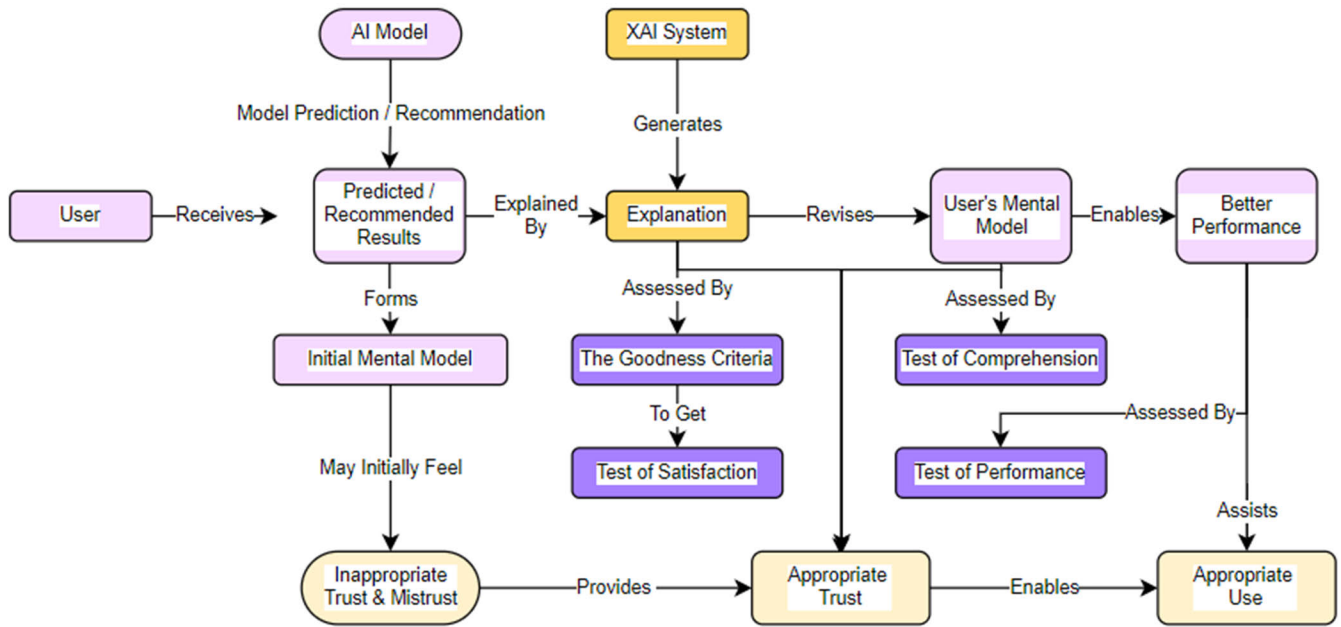 AI Model
XAI System
Model Prediction / Recommendation
Generates
User
Receives
Predicted /
Recommended
Results
Explained
By
Explanation
Revises
User's Mental
Model
Enables
Better
Performance
Forms
Assessed By
Assessed By
Initial Mental Model
The Goodness Criteria
Test of Comprehension
To Get
Assessed By
May Initially Feel
Test of Satisfaction
Test of Performance
Assists
Inappropriate
Trust & Mistrust
Provides
Appropriate
Trust
Enables
Appropriate
Use